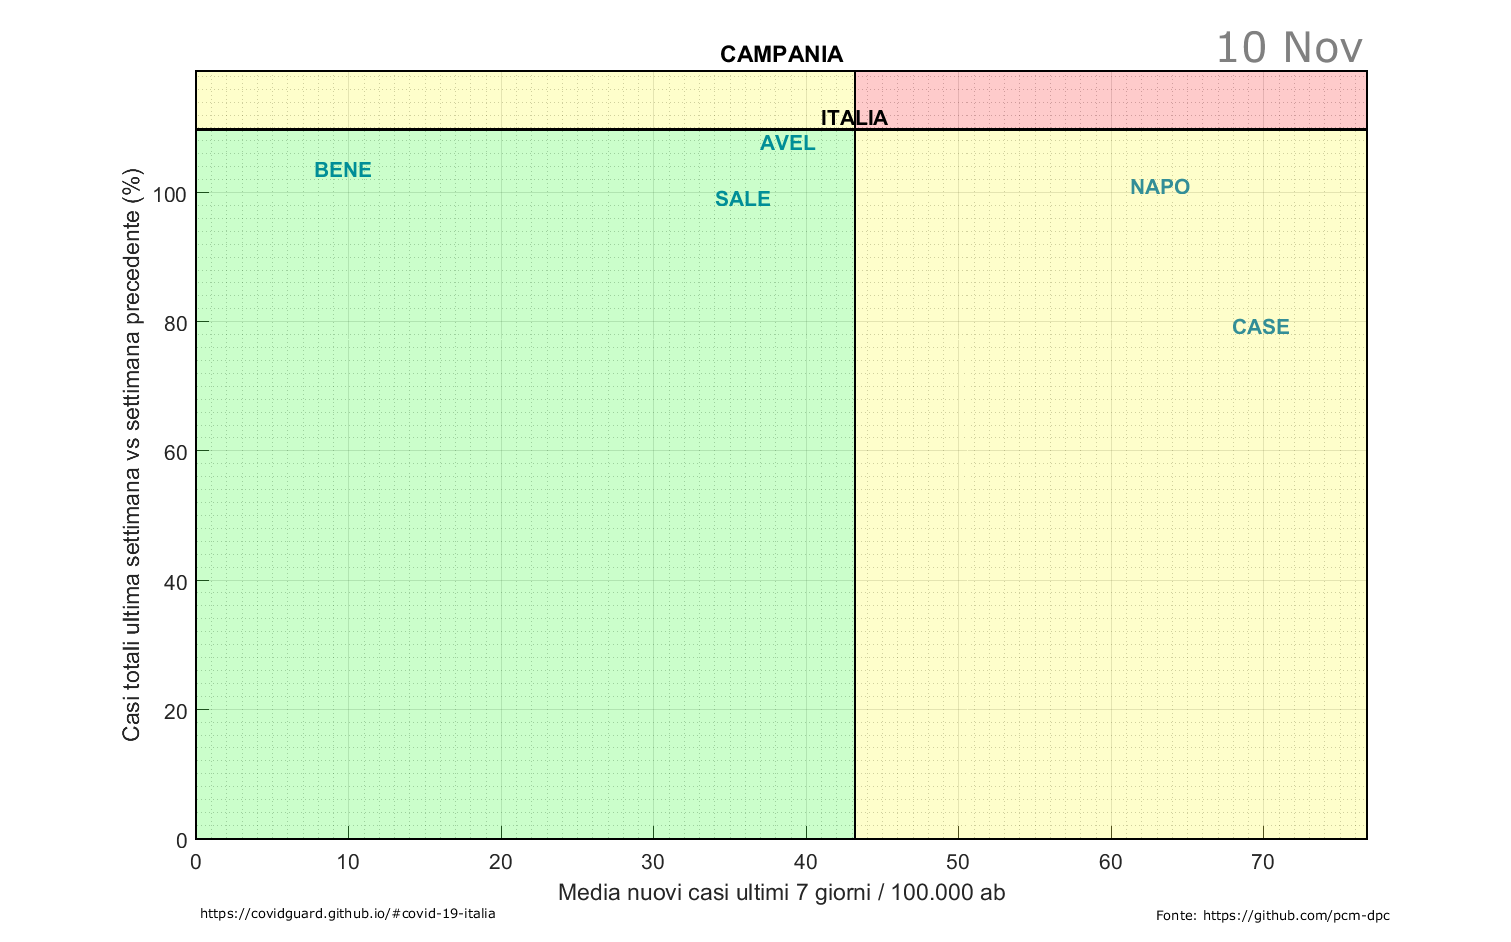 CAMPANIA
10 Nov
ITALIA
AVEL
BENE
NAPO
SALE
CASE
Casi totali ultima settimana vs settimana precedente (%)
100
80
60
40
20
0
0 10 20 30 40 50 60 70
Media nuovi casi ultimi 7 giorni / 100.000 ab
https://covidguard.github.io/#covid-19-italia
Fonte: https://github.com/pcm-dpc